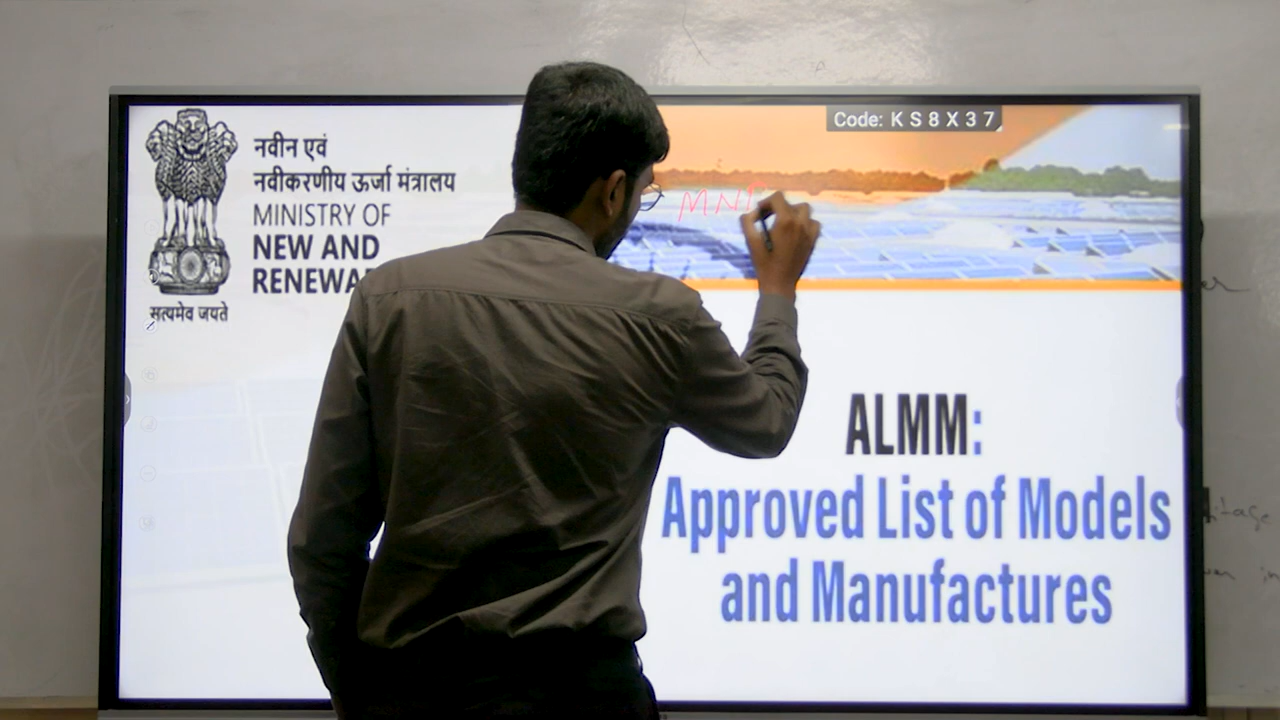 नवीन एवं
नवीकरणीय ऊर्जा मंत्रालय
MINISTRY OF
NEW AND
RENEWA
सत्यमेव जयते
Code: K S 8 X 3 7
MN
ALMM:
Approved List of Models
and Manufactures